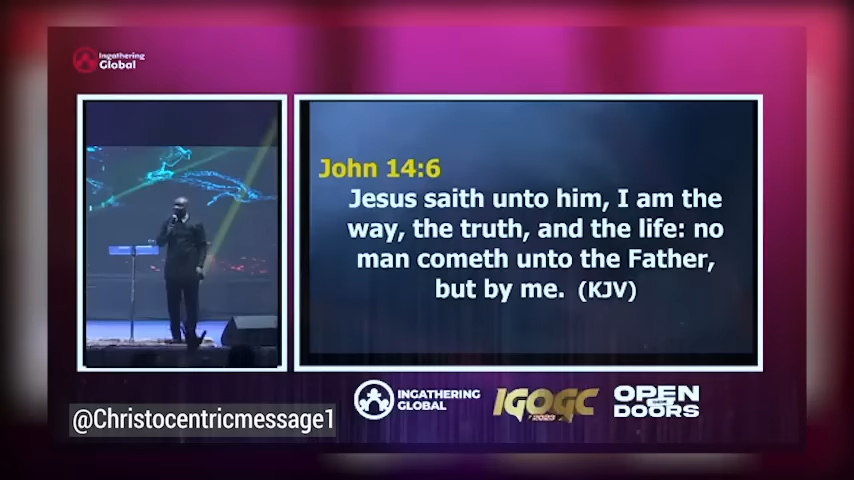 Ingathering
Global
John 14:6
Jesus saith unto him, I am the
way, the truth, and the life: no
man cometh unto the Father,
but by me. (KJV)
INGATHERING
GLOBAL
IGOGC
2023
OPEN
DOORS
@Christocentricmessage1